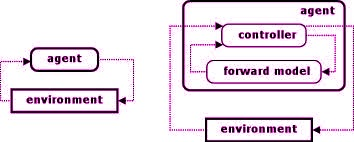 agent
environment
agent
controller
forward model
environment